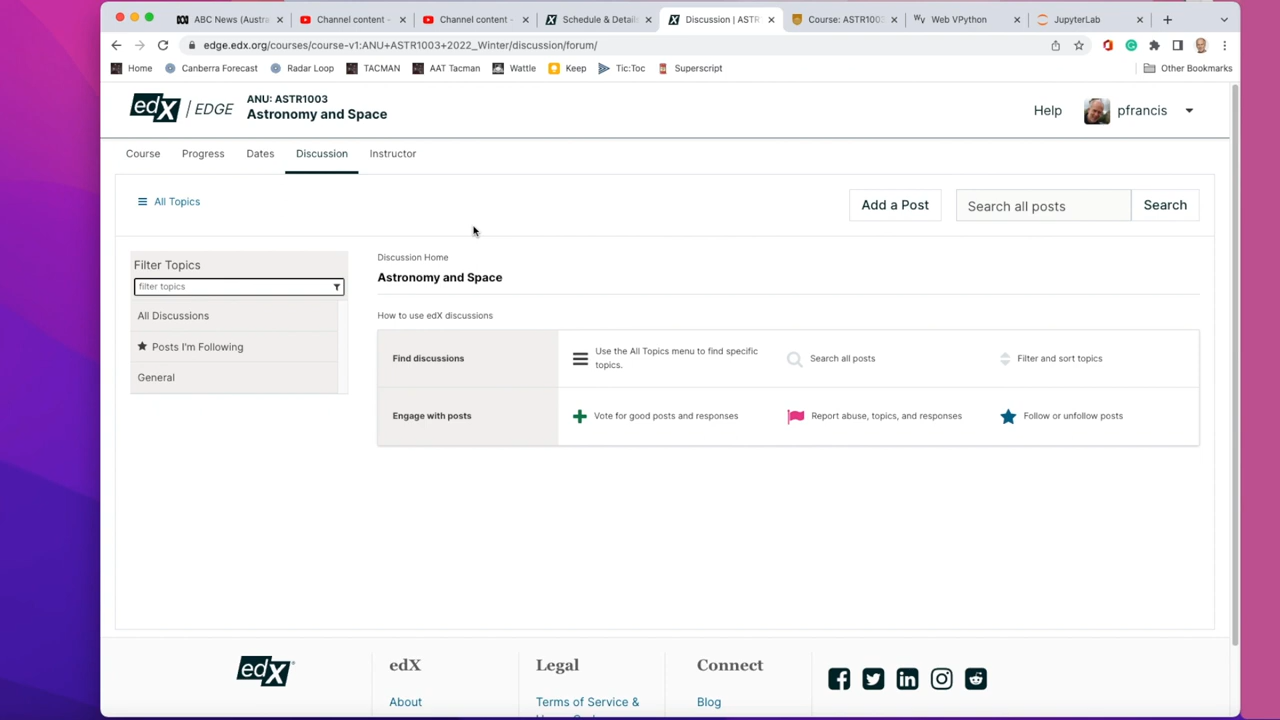 ABC News (Austra
Channel content -
Channel content -
Schedule & Details
Discussion | ASTR
Course: ASTR1003
Web VPython
JupyterLab
edge.edx.org/courses/course-v1:ANU+ASTR1003+2022_Winter/discussion/forum/
Home
Canberra Forecast
Radar Loop
TACMAN
AAT Tacman
Wattle
Keep
Tic:Toc
Superscript
Other Bookmarks
edX | EDGE
ANU: ASTR1003
Astronomy and Space
Help
pfrancis
Course
Progress
Dates
Discussion
Instructor
All Topics
Add a Post
Search all posts
Search
Filter Topics
filter topics
All Discussions
Posts I'm Following
General
Discussion Home
Astronomy and Space
How to use edX discussions
Find discussions
Use the All Topics menu to find specific
topics.
Search all posts
Filter and sort topics
Engage with posts
Vote for good posts and responses
Report abuse, topics, and responses
Follow or unfollow posts
edX
edX
Legal
Connect
About
Terms of Service &
Blog